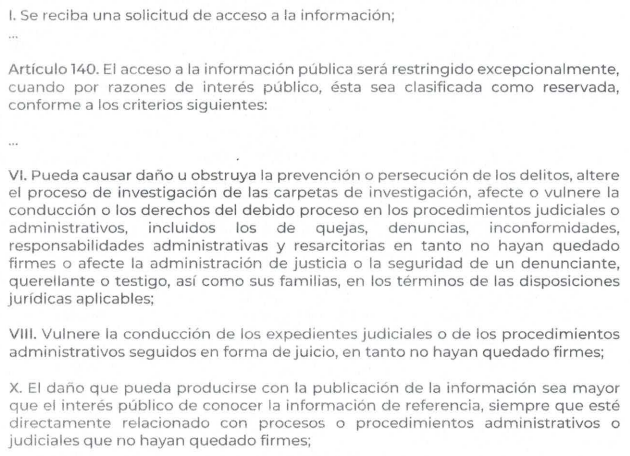 I. Se reciba una solicitud de acceso a la información;
...
Artículo 140. El acceso a la información pública será restringido excepcionalmente,
cuando por razones de interés público, ésta sea clasificada como reservada,
conforme a los criterios siguientes:
...
VI. Pueda causar daño u obstruya la prevención o persecución de los delitos, altere
el proceso de investigación de las carpetas de investigación, afecte o vulnere la
conducción o los derechos del debido proceso en los procedimientos judiciales o
administrativos, incluidos los de quejas, denuncias, inconformidades,
responsabilidades administrativas y resarcitorias en tanto no hayan quedado
firmes o afecte la administración de justicia o la seguridad de un denunciante,
querellante o testigo, así como sus familias, en los términos de las disposiciones
jurídicas aplicables;
VIII. Vulnere la conducción de los expedientes judiciales o de los procedimientos
administrativos seguidos en forma de juicio, en tanto no hayan quedado firmes;
X. El daño que pueda producirse con la publicación de la información sea mayor
que el interés público de conocer la información de referencia, siempre que esté
directamente relacionado con procesos o procedimientos administrativos o
judiciales que no hayan quedado firmes;